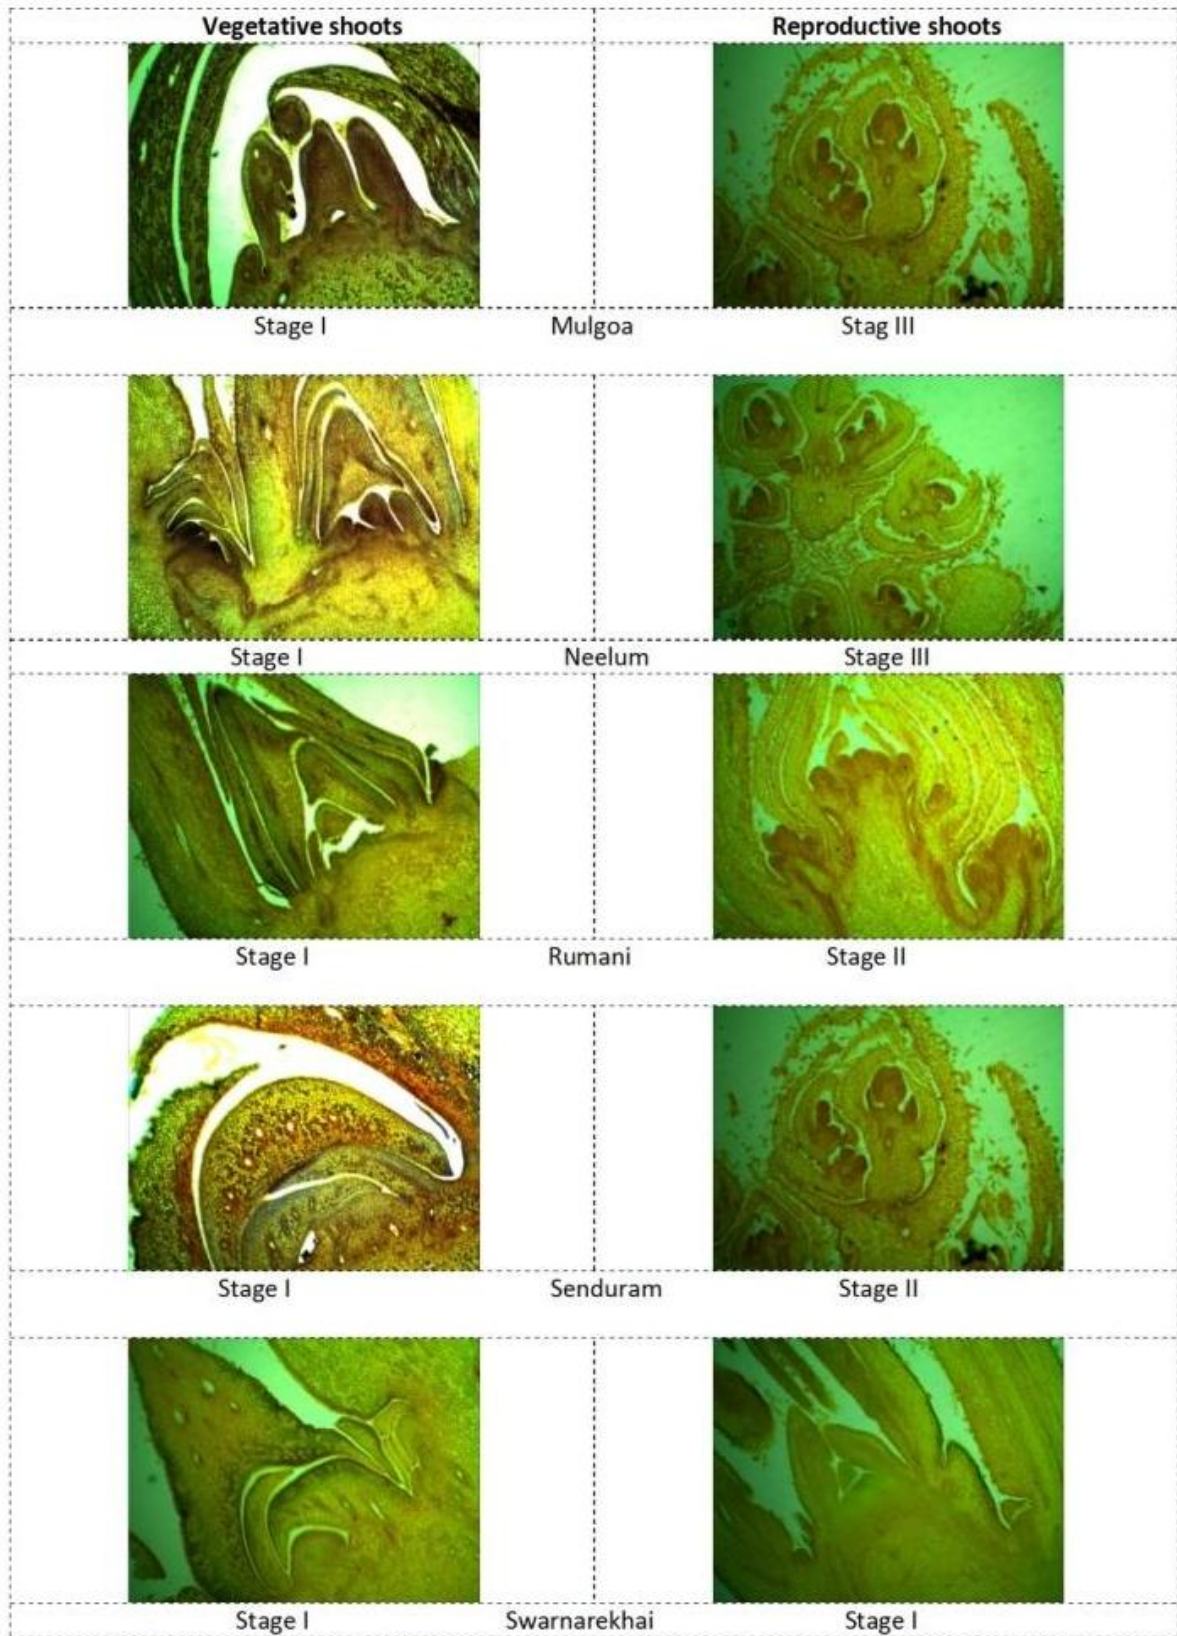 Vegetative shoots Reproductive shoots
Stage I Mulgoa Stag III
Stage I Neelum Stage III
Stage I Rumani Stage II
Stage I Senduram Stage II
Stage I Swarnarekhai Stage I